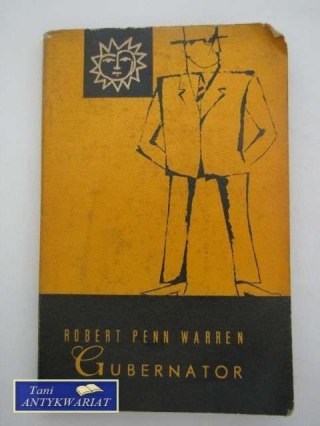 ROBERT PENN WARREN
GUBERNATOR
Tani
ANTYKWARIAT